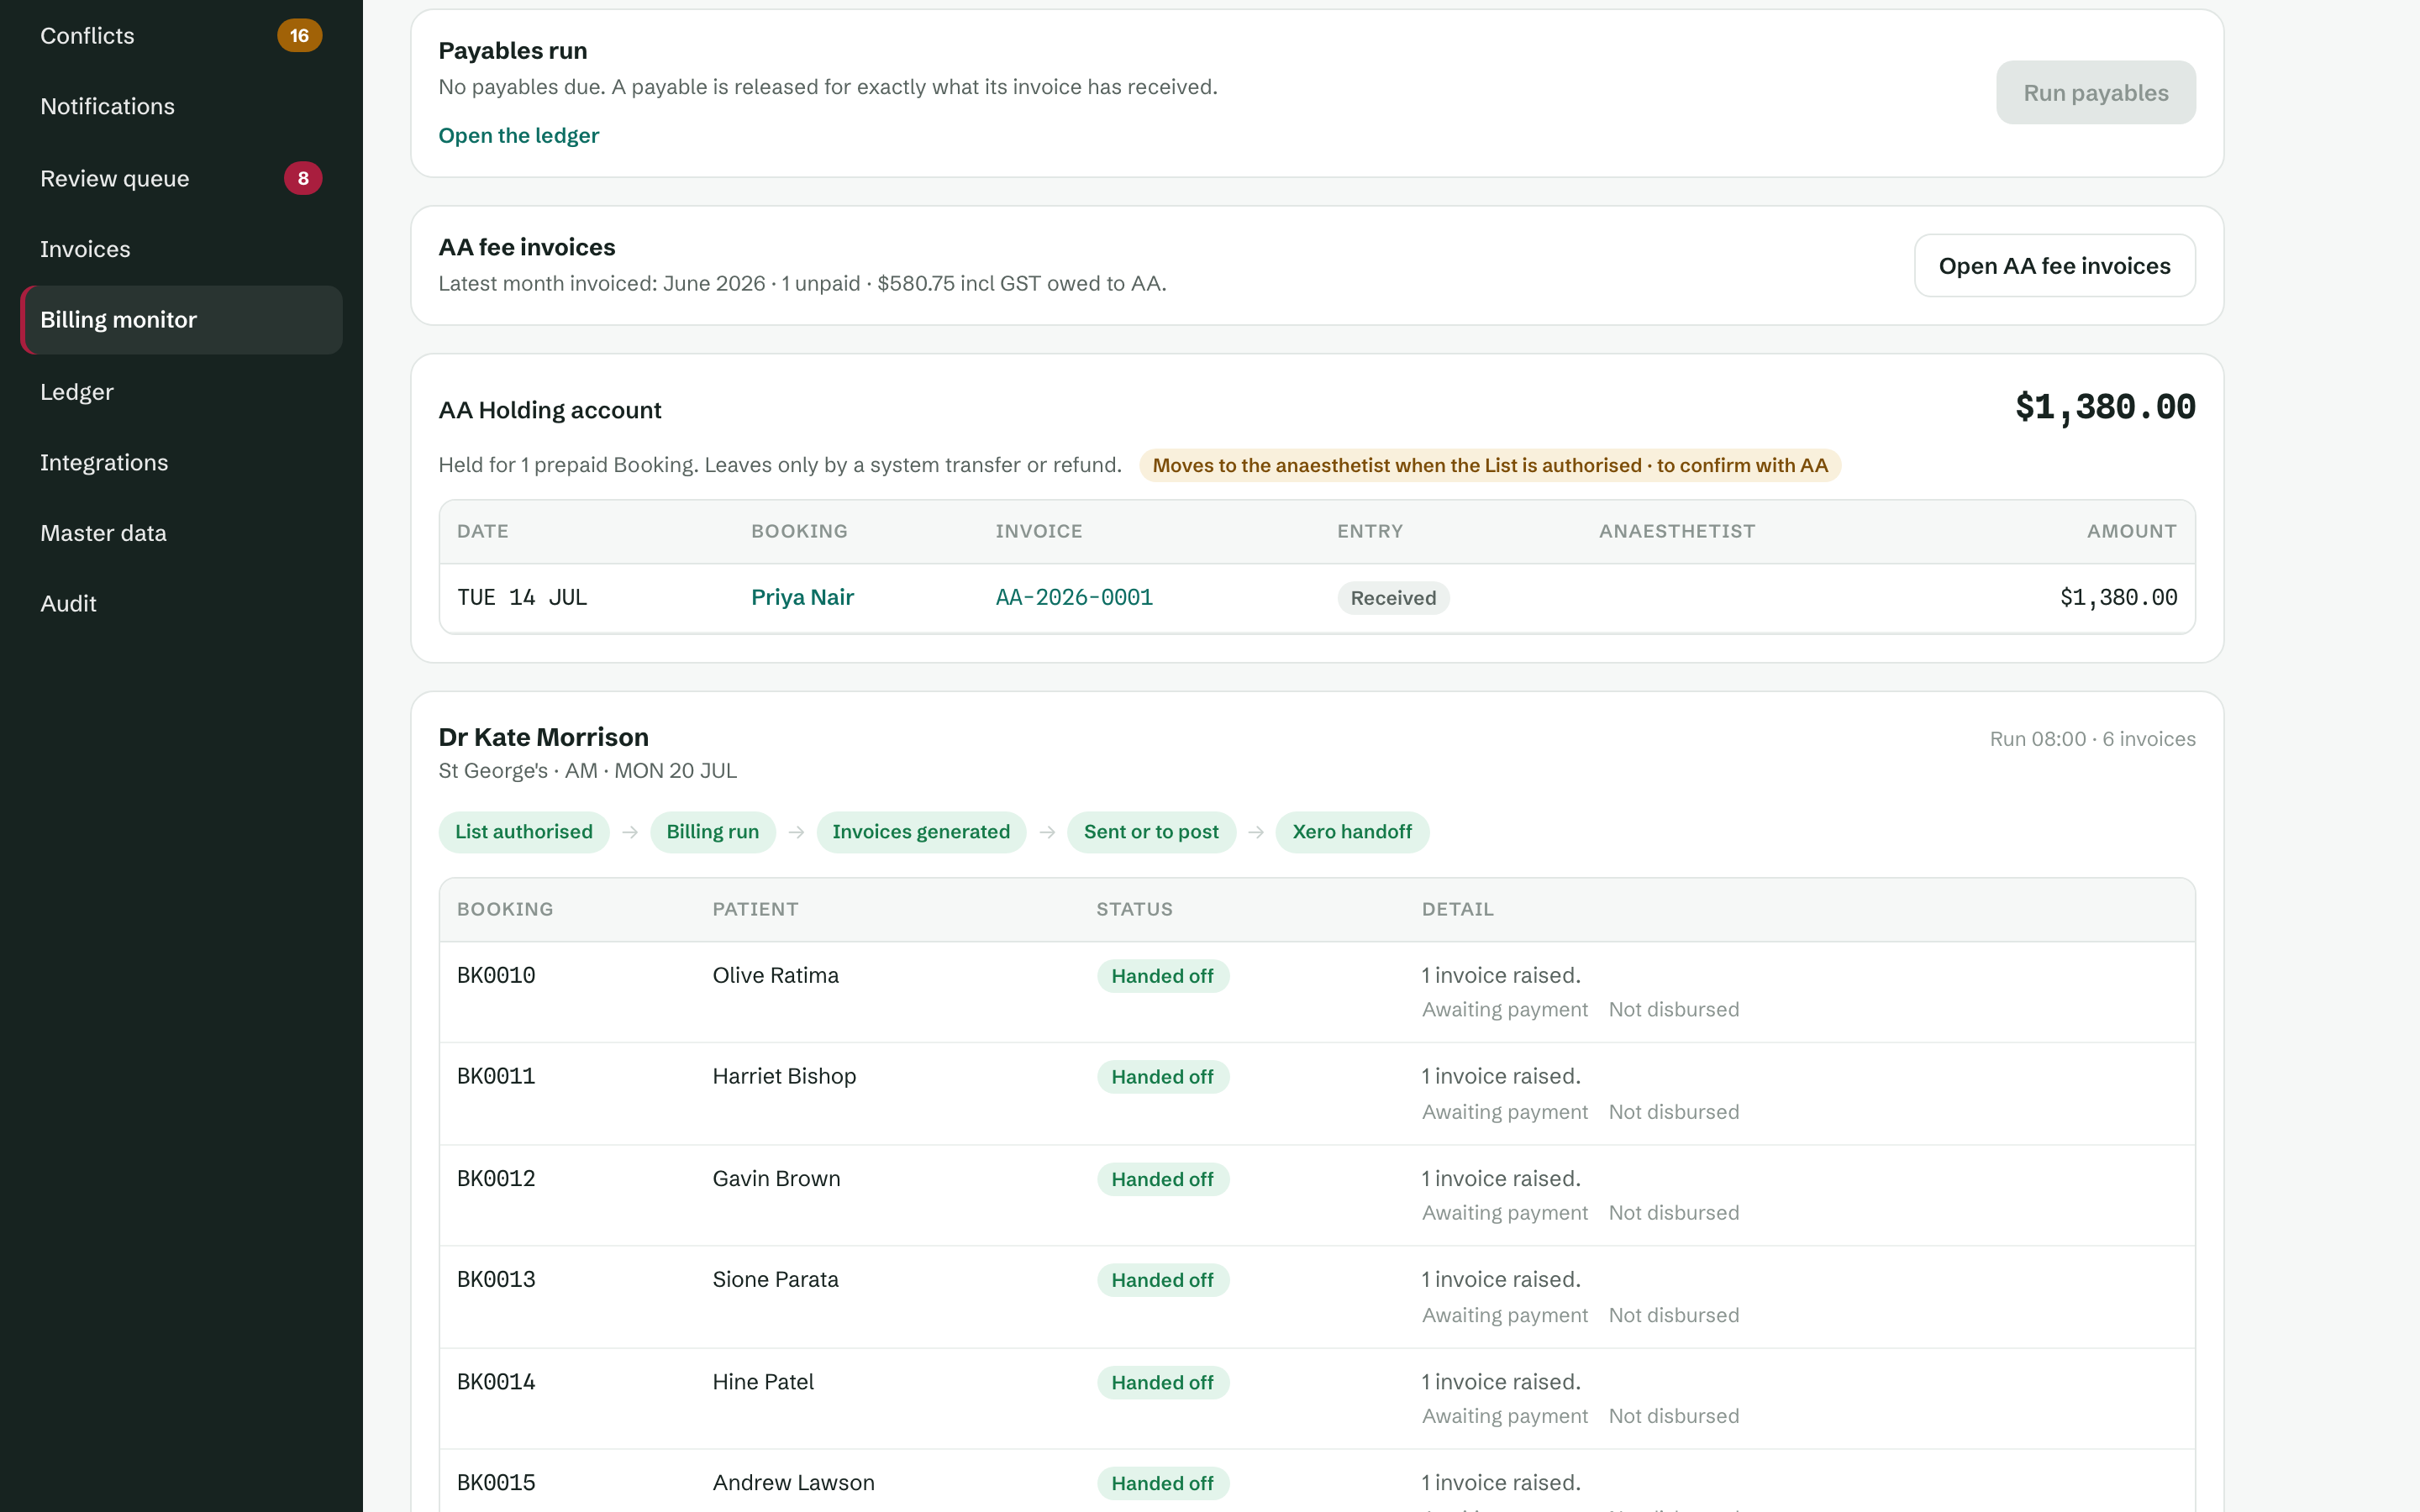 Conflicts 16
Notifications
Review queue 8
Invoices
Billing monitor
Ledger
Integrations
Master data
Audit
Payables run
No payables due. A payable is released for exactly what its invoice has received.
Open the ledger
Run payables
AA fee invoices
Latest month invoiced: June 2026 · 1 unpaid · $580.75 incl GST owed to AA.
Open AA fee invoices
AA Holding account
$1,380.00
Held for 1 prepaid Booking. Leaves only by a system transfer or refund. Moves to the anaesthetist when the List is authorised · to confirm with AA
DATE BOOKING INVOICE ENTRY ANAESTHETIST AMOUNT
TUE 14 JUL Priya Nair AA-2026-0001 Received $1,380.00
Dr Kate Morrison
Run 08:00 · 6 invoices
St George's · AM · MON 20 JUL
List authorised → Billing run → Invoices generated → Sent or to post → Xero handoff
BOOKING PATIENT STATUS DETAIL
BK0010 Olive Ratima Handed off 1 invoice raised.
Awaiting payment Not disbursed
BK0011 Harriet Bishop Handed off 1 invoice raised.
Awaiting payment Not disbursed
BK0012 Gavin Brown Handed off 1 invoice raised.
Awaiting payment Not disbursed
BK0013 Sione Parata Handed off 1 invoice raised.
Awaiting payment Not disbursed
BK0014 Hine Patel Handed off 1 invoice raised.
Awaiting payment Not disbursed
BK0015 Andrew Lawson Handed off 1 invoice raised.